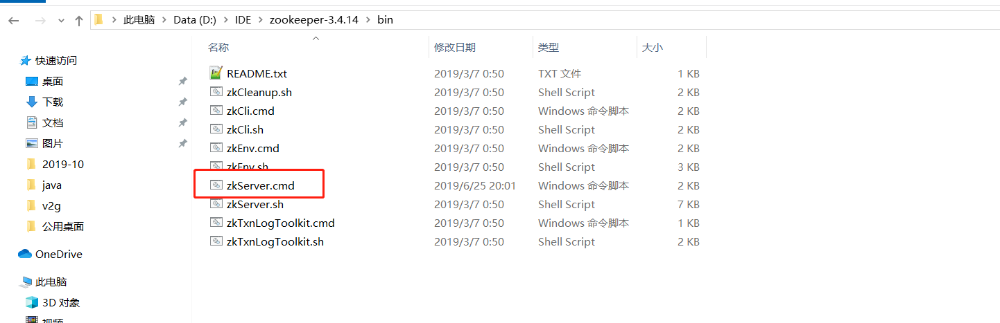 此电脑 > Data (D:) > IDE > zookeeper-3.4.14 > bin
名称 修改日期 类型 大小
快速访问
桌面
下载
文档
图片
2019-10
java
v2g
公用桌面
OneDrive
此电脑
3D 对象
视频
README.txt 2019/3/7 0:50 TXT 文件 1 KB
zkCleanup.sh 2019/3/7 0:50 Shell Script 2 KB
zkCli.cmd 2019/3/7 0:50 Windows 命令脚本 2 KB
zkCli.sh 2019/3/7 0:50 Shell Script 2 KB
zkEnv.cmd 2019/3/7 0:50 Windows 命令脚本 2 KB
zkEnv.sh 2019/3/7 0:50 Shell Script 3 KB
zkServer.cmd 2019/6/25 20:01 Windows 命令脚本 2 KB
zkServer.sh 2019/3/7 0:50 Shell Script 7 KB
zkTxnLogToolkit.cmd 2019/3/7 0:50 Windows 命令脚本 1 KB
zkTxnLogToolkit.sh 2019/3/7 0:50 Shell Script 2 KB